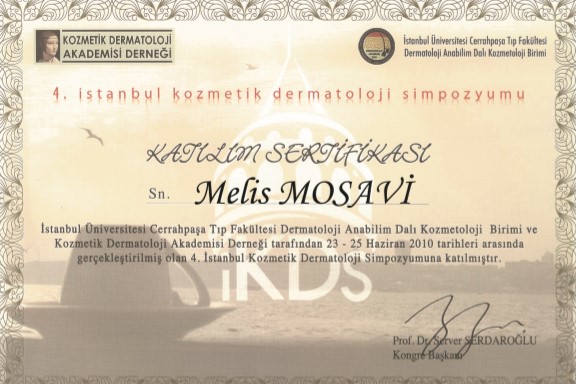 KOZMETİK DERMATOLOJİ
AKADEMİSİ DERNEĞİ
İstanbul Üniversitesi Cerrahpaşa Tıp Fakültesi
Dermatoloji Anabilim Dalı Kozmetoloji Birimi
4. istanbul kozmetik dermatoloji simpozyumu
KATILIM SERTİFİKASI
Sn. Melis MOSAVİ
İstanbul Üniversitesi Cerrahpaşa Tıp Fakültesi Dermatoloji Anabilim Dalı Kozmetoloji Birimi ve
Kozmetik Dermatoloji Akademisi Derneği tarafından 23 - 25 Haziran 2010 tarihleri arasında
gerçekleştirilmiş olan 4. İstanbul Kozmetik Dermatoloji Simpozyumuna katılmıştır.
iKDS
Prof. Dr. Server SERDAROĞLU
Kongre Başkanı